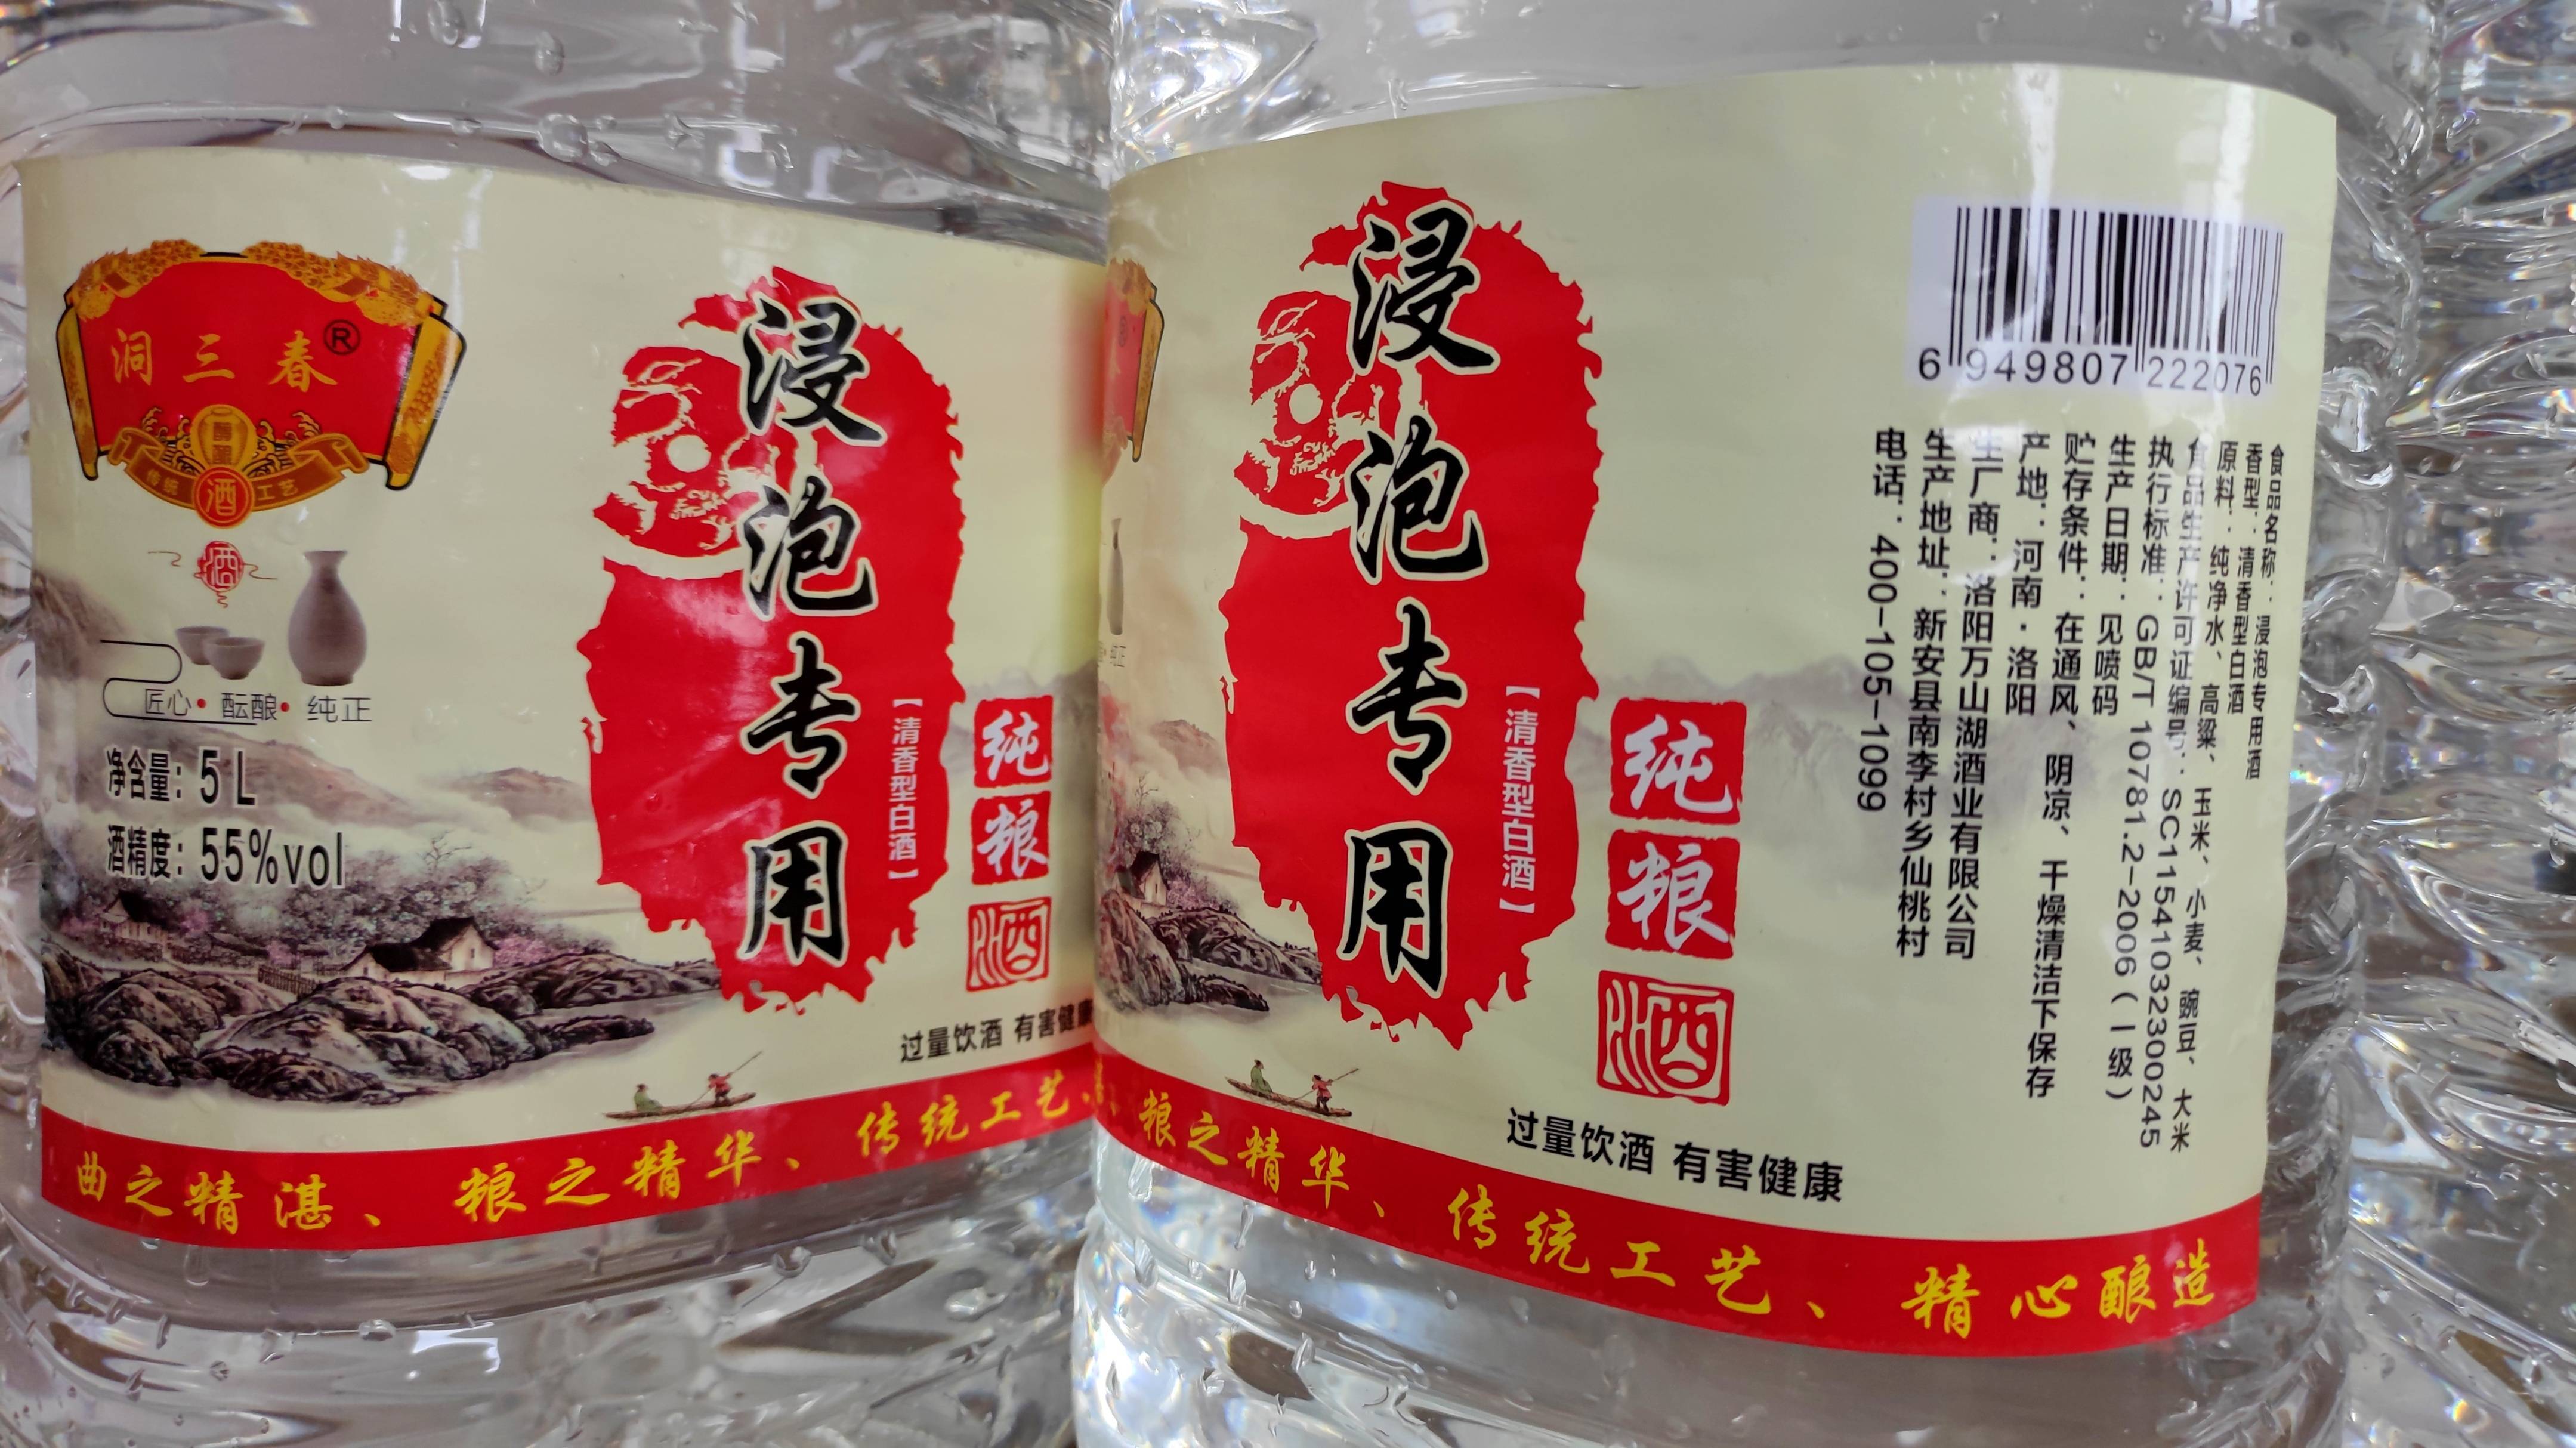 洞三春®
传统 酒 工艺
酒
匠心·酝酿·纯正
净含量：5L
酒精度：55%vol
浸泡专用
【清香型白酒】
纯粮
酒
过量饮酒 有害健康
曲之精湛、粮之精华、传统工艺、
浸泡专用
【清香型白酒】
纯粮
酒
过量饮酒 有害健康
粮之精华、传统工艺、精心酿造
6 949807 222076
食品名称：浸泡专用酒
香型：清香型白酒
原料：纯净水、高粱、玉米、小麦、豌豆、大米
食品生产许可证编号：SC11541032300245
执行标准：GB/T 10781.2-2006（Ⅰ级）
生产日期：见喷码
贮存条件：在通风、阴凉、干燥清洁下保存
产地：河南·洛阳
生厂商：洛阳万山湖酒业有限公司
生产地址：新安县南李村乡仙桃村
电话：400-105-1099